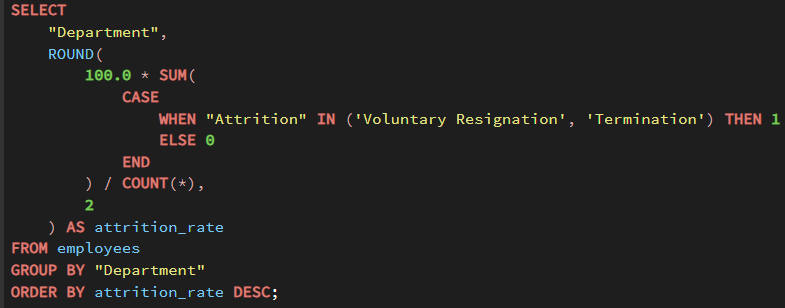 SELECT
    "Department",
    ROUND(
        100.0 * SUM(
            CASE
                WHEN "Attrition" IN ('Voluntary Resignation', 'Termination') THEN 1
                ELSE 0
            END
        ) / COUNT(*),
        2
    ) AS attrition_rate
FROM employees
GROUP BY "Department"
ORDER BY attrition_rate DESC;